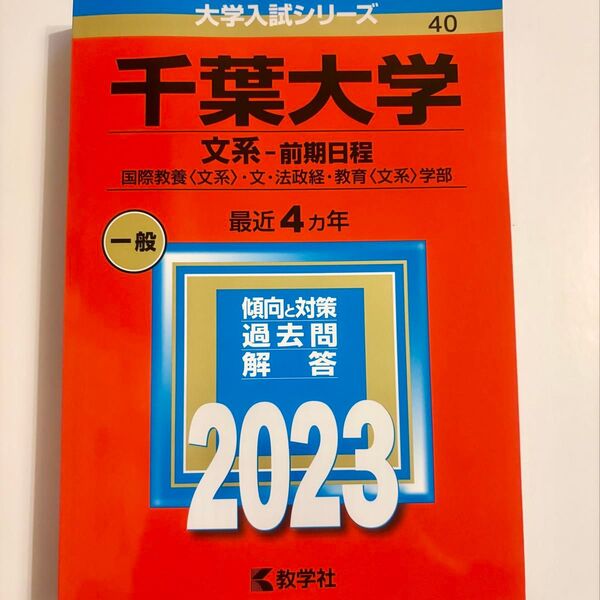 大学入試シリーズ
40
千葉大学
文系-前期日程
国際教養〈文系〉・文・法政経・教育〈文系〉学部
最近4カ年
一般
傾向と対策
過去問
解答
2023
教学社